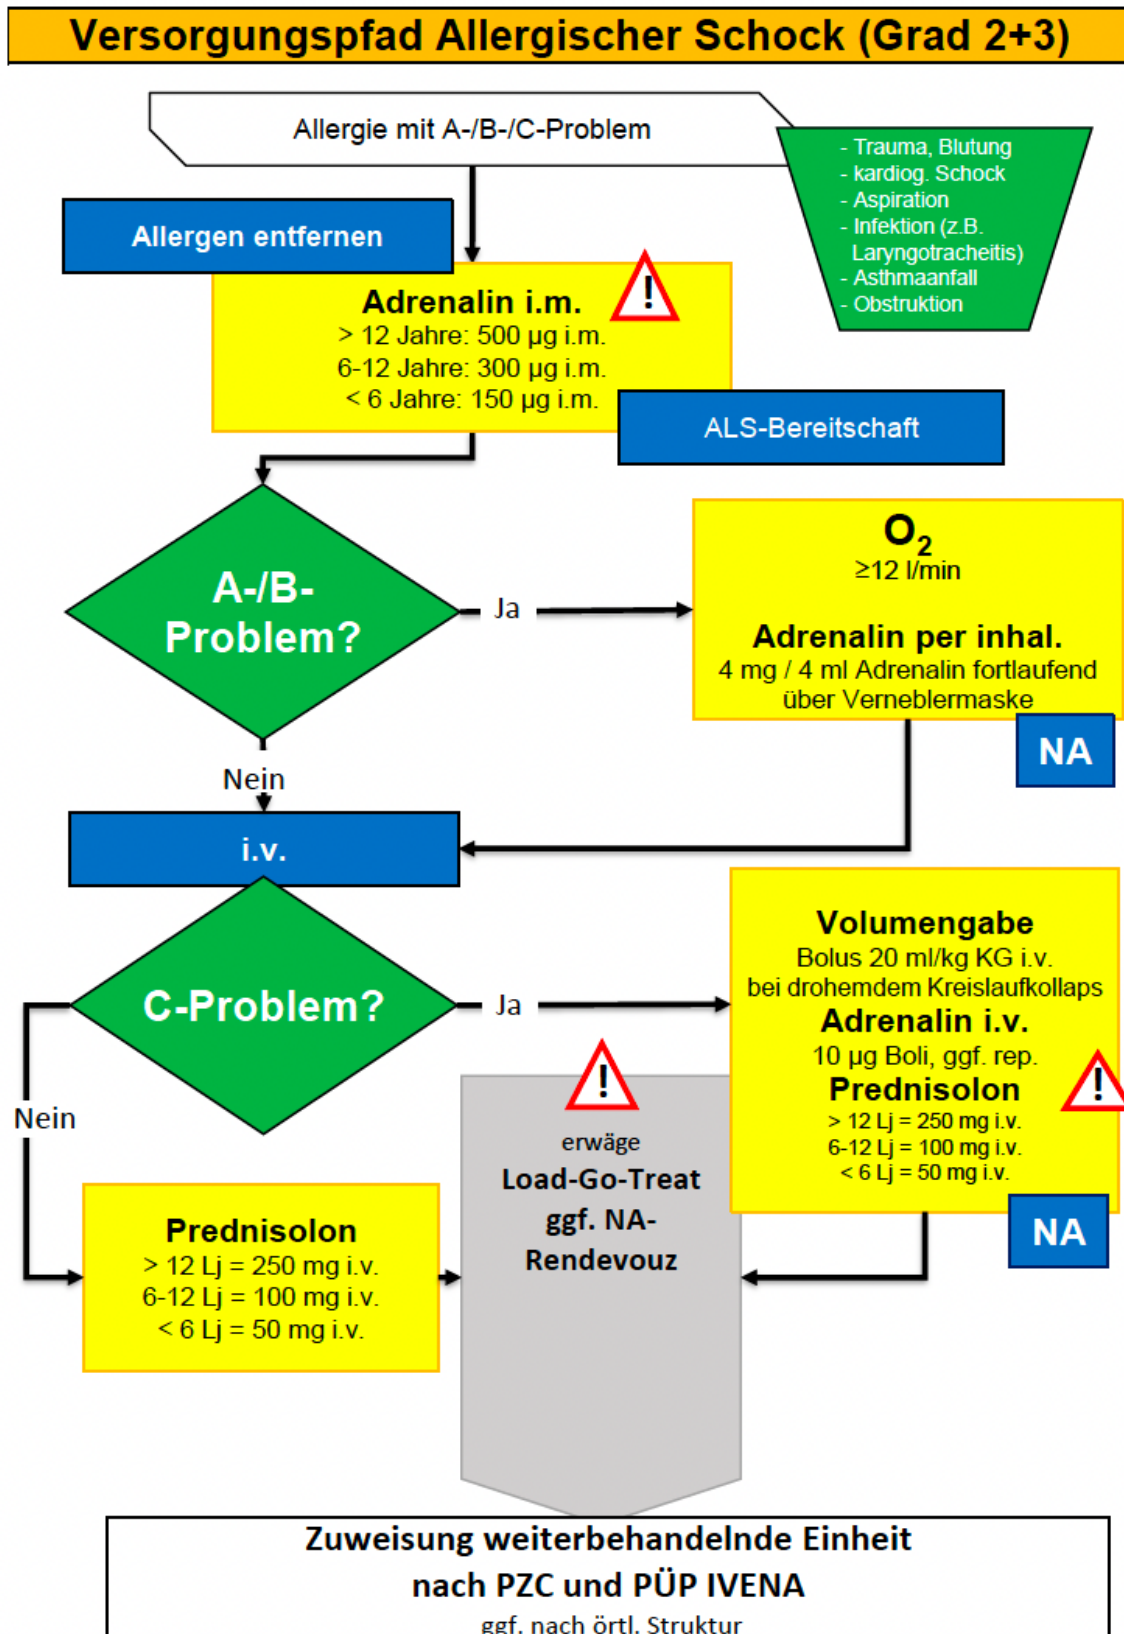 Versorgungspfad Allergischer Schock (Grad 2+3)
Allergie mit A-/B-/C-Problem
- Trauma, Blutung
- kardiog. Schock
- Aspiration
- Infektion (z.B.
Laryngotracheitis)
- Asthmaanfall
- Obstruktion
Allergen entfernen
!
Adrenalin i.m.
> 12 Jahre: 500 µg i.m.
6-12 Jahre: 300 µg i.m.
< 6 Jahre: 150 µg i.m.
ALS-Bereitschaft
A-/B-
Problem?
Ja
O2
≥12 l/min
Adrenalin per inhal.
4 mg / 4 ml Adrenalin fortlaufend
über Verneblermaske
NA
Nein
i.v.
C-Problem?
Ja
Volumengabe
Bolus 20 ml/kg KG i.v.
bei drohemdem Kreislaufkollaps
Adrenalin i.v.
10 µg Boli, ggf. rep.
Prednisolon
> 12 Lj = 250 mg i.v.
6-12 Lj = 100 mg i.v.
< 6 Lj = 50 mg i.v.
!
NA
Nein
Prednisolon
> 12 Lj = 250 mg i.v.
6-12 Lj = 100 mg i.v.
< 6 Lj = 50 mg i.v.
!
erwäge
Load-Go-Treat
ggf. NA-
Rendevouz
Zuweisung weiterbehandelnde Einheit
nach PZC und PÜP IVENA
ggf. nach örtl. Struktur